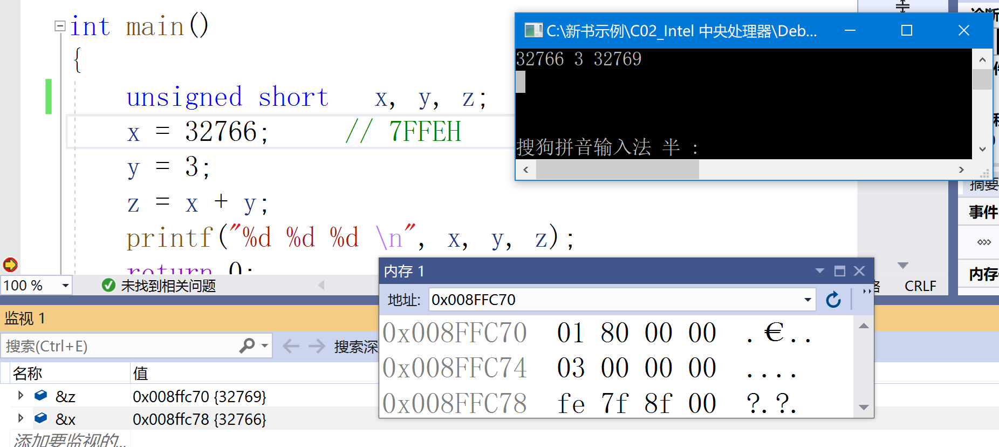 int main()
{
unsigned short x, y, z;
x = 32766; // 7FFEH
y = 3;
z = x + y;
printf("%d %d %d \n", x, y, z);
return 0;
C:\新书示例\C02_Intel 中央处理器\Deb...
32766 3 32769
搜狗拼音输入法 半 :
诊断
摘要
事件
内存
100 %
未找到相关问题
CRLF
内存 1
地址: 0x008FFC70
0x008FFC70 01 80 00 00 .€..
0x008FFC74 03 00 00 00 ....
0x008FFC78 fe 7f 8f 00 ?.?.
监视 1
搜索(Ctrl+E)
搜索深
名称 值
&z 0x008ffc70 {32769}
&x 0x008ffc78 {32766}
添加要监视的...